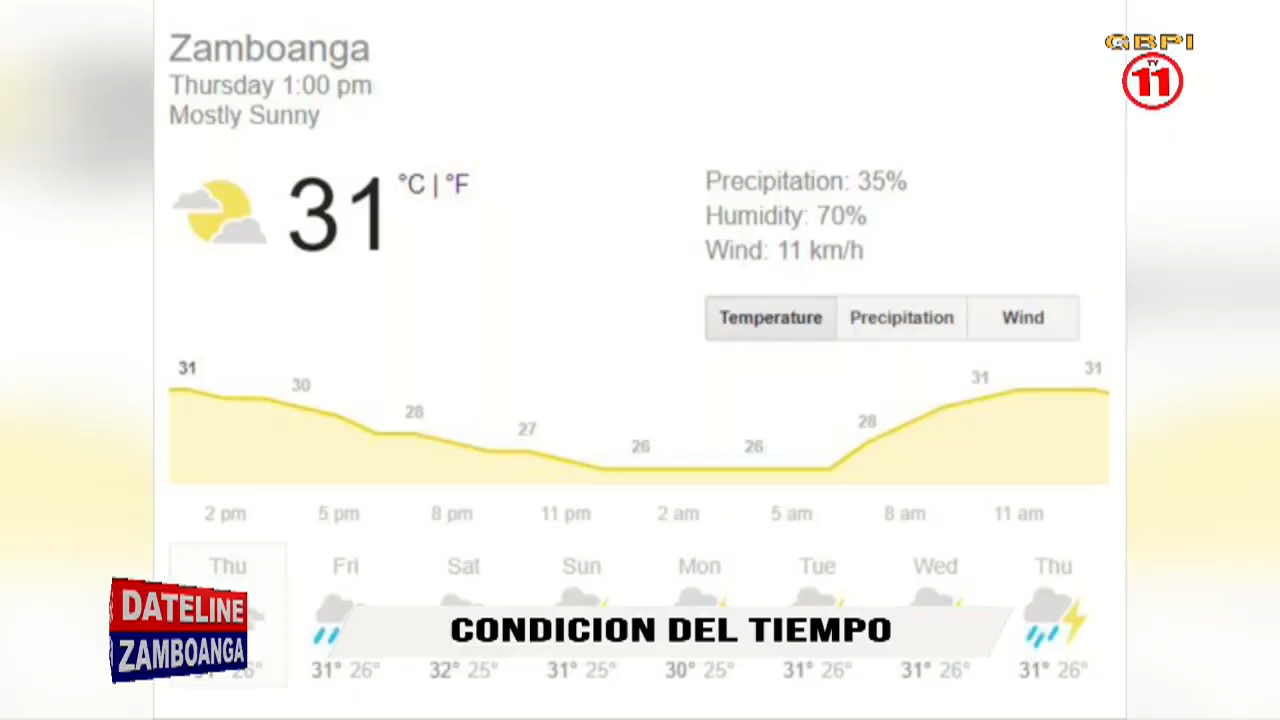 Zamboanga
Thursday 1:00 pm
Mostly Sunny
GBPI
TV
11
31 °C | °F
Precipitation: 35%
Humidity: 70%
Wind: 11 km/h
Temperature Precipitation Wind
31 30 28 27 26 26 28 31 31
2 pm 5 pm 8 pm 11 pm 2 am 5 am 8 am 11 am
Thu Fri Sat Sun Mon Tue Wed Thu
DATELINE
ZAMBOANGA
CONDICION DEL TIEMPO
31° 26° 32° 25° 31° 25° 30° 25° 31° 26° 31° 26° 31° 26°